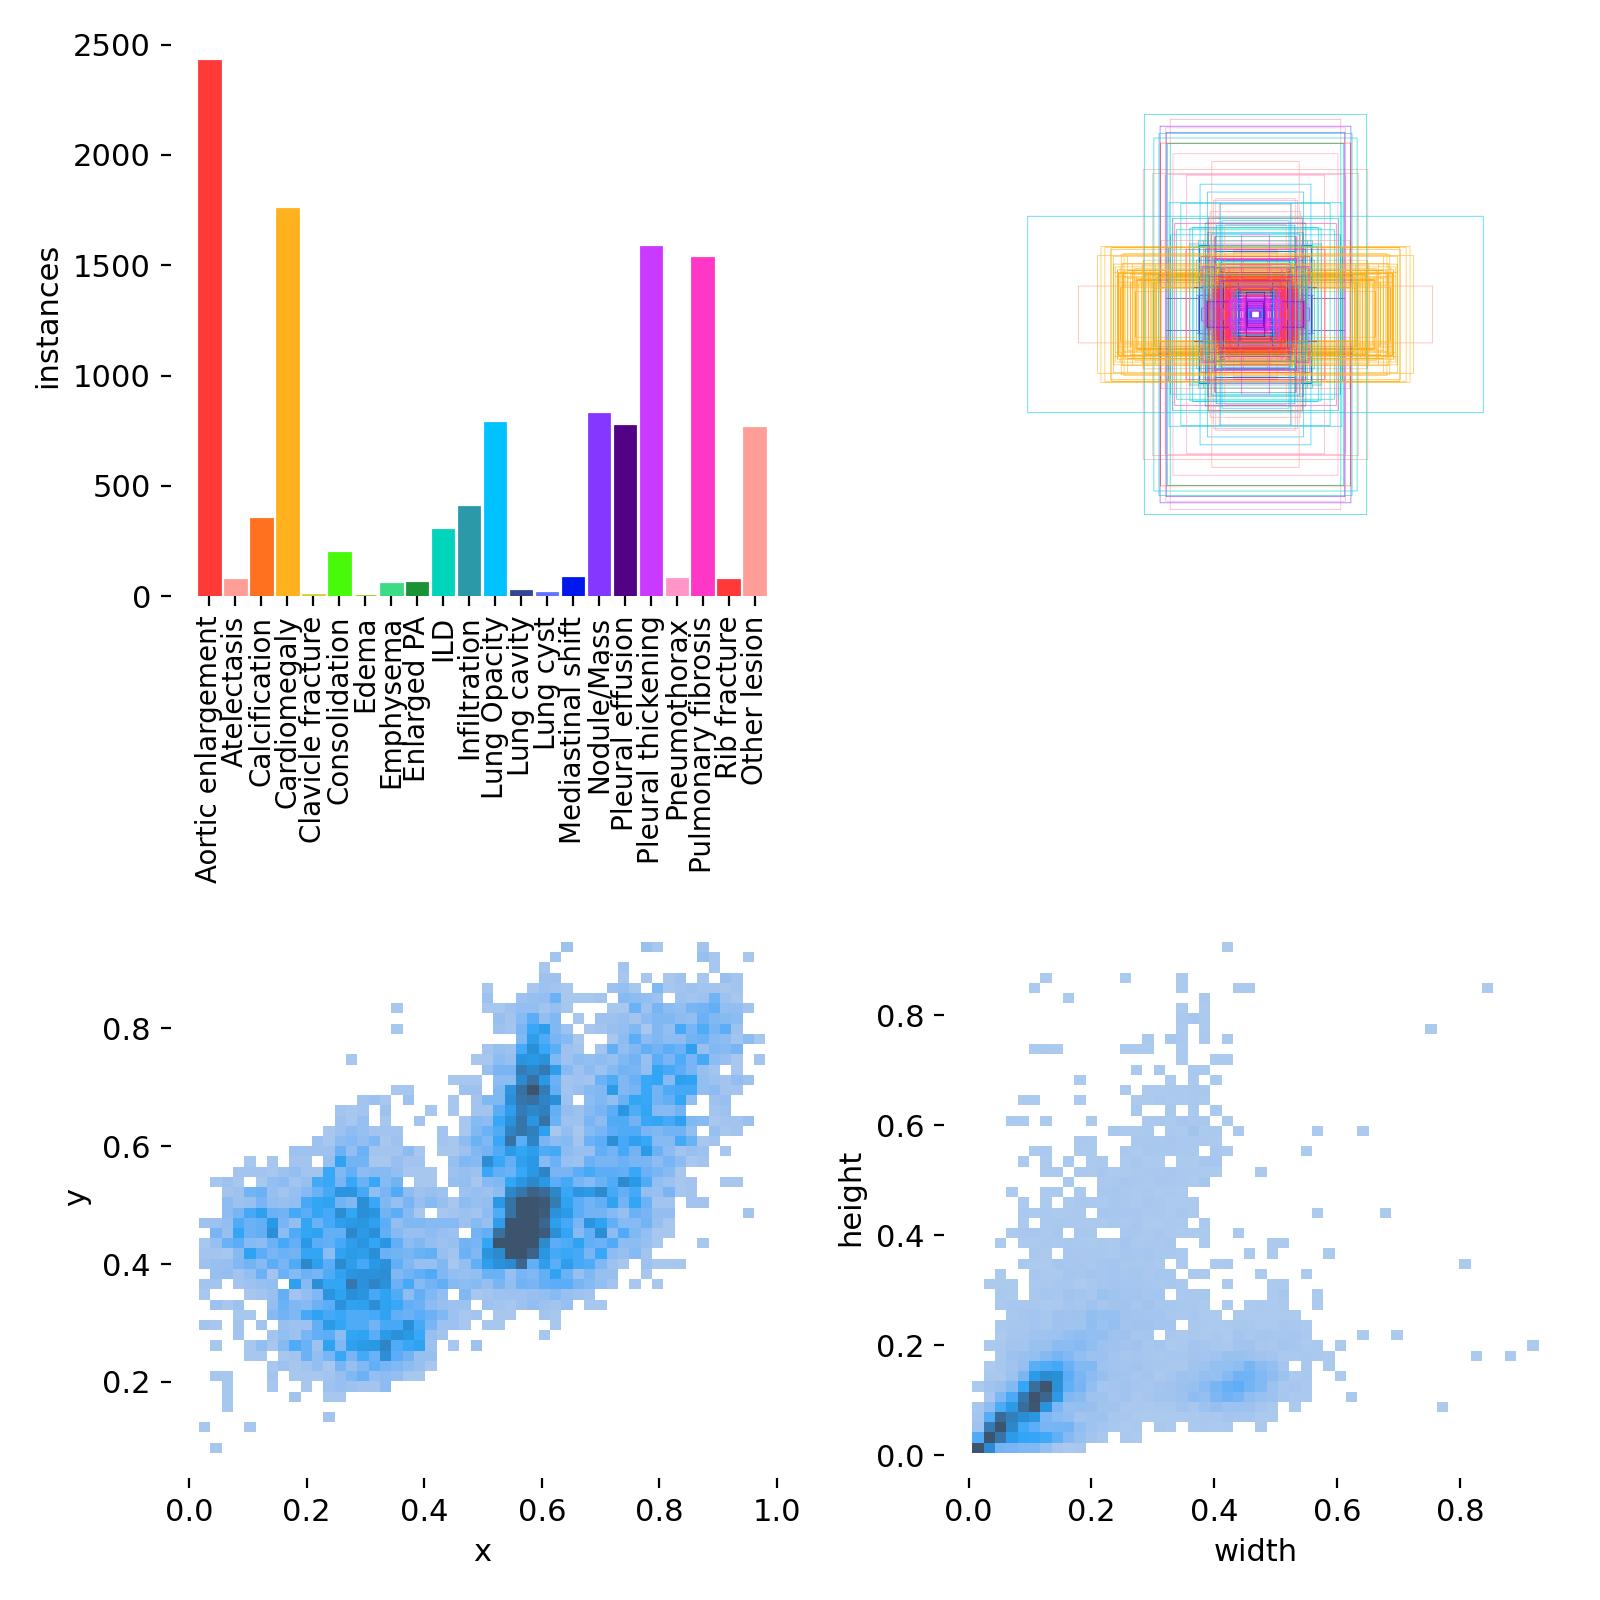 2500
2000
1500
1000
500
0
instances
Aortic enlargement
Atelectasis
Calcification
Cardiomegaly
Clavicle fracture
Consolidation
Edema
Emphysema
Enlarged PA
ILD
Infiltration
Lung Opacity
Lung cavity
Lung cyst
Mediastinal shift
Nodule/Mass
Pleural effusion
Pleural thickening
Pneumothorax
Pulmonary fibrosis
Rib fracture
Other lesion
0.8
0.6
0.4
0.2
y
0.0 0.2 0.4 0.6 0.8 1.0
x
0.8
0.6
0.4
0.2
0.0
height
0.0 0.2 0.4 0.6 0.8
width